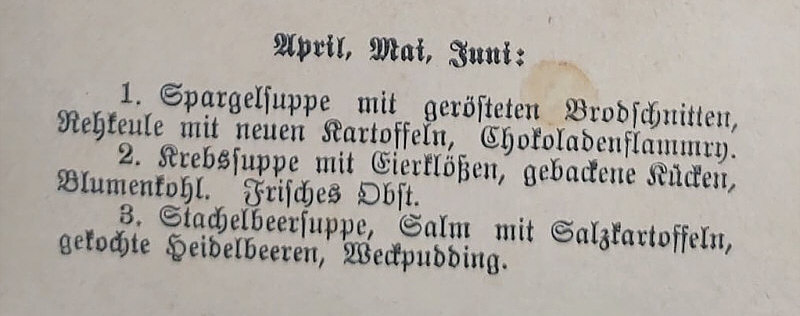 April, Mai, Juni:
1. Spargelsuppe mit gerösteten Brodschnitten,
Rehkeule mit neuen Kartoffeln, Chokoladenflammry.
2. Krebssuppe mit Eierklößen, gebackene Kücken,
Blumenkohl. Frisches Obst.
3. Stachelbeersuppe, Salm mit Salzkartoffeln,
gekochte Heidelbeeren, Weckpudding.